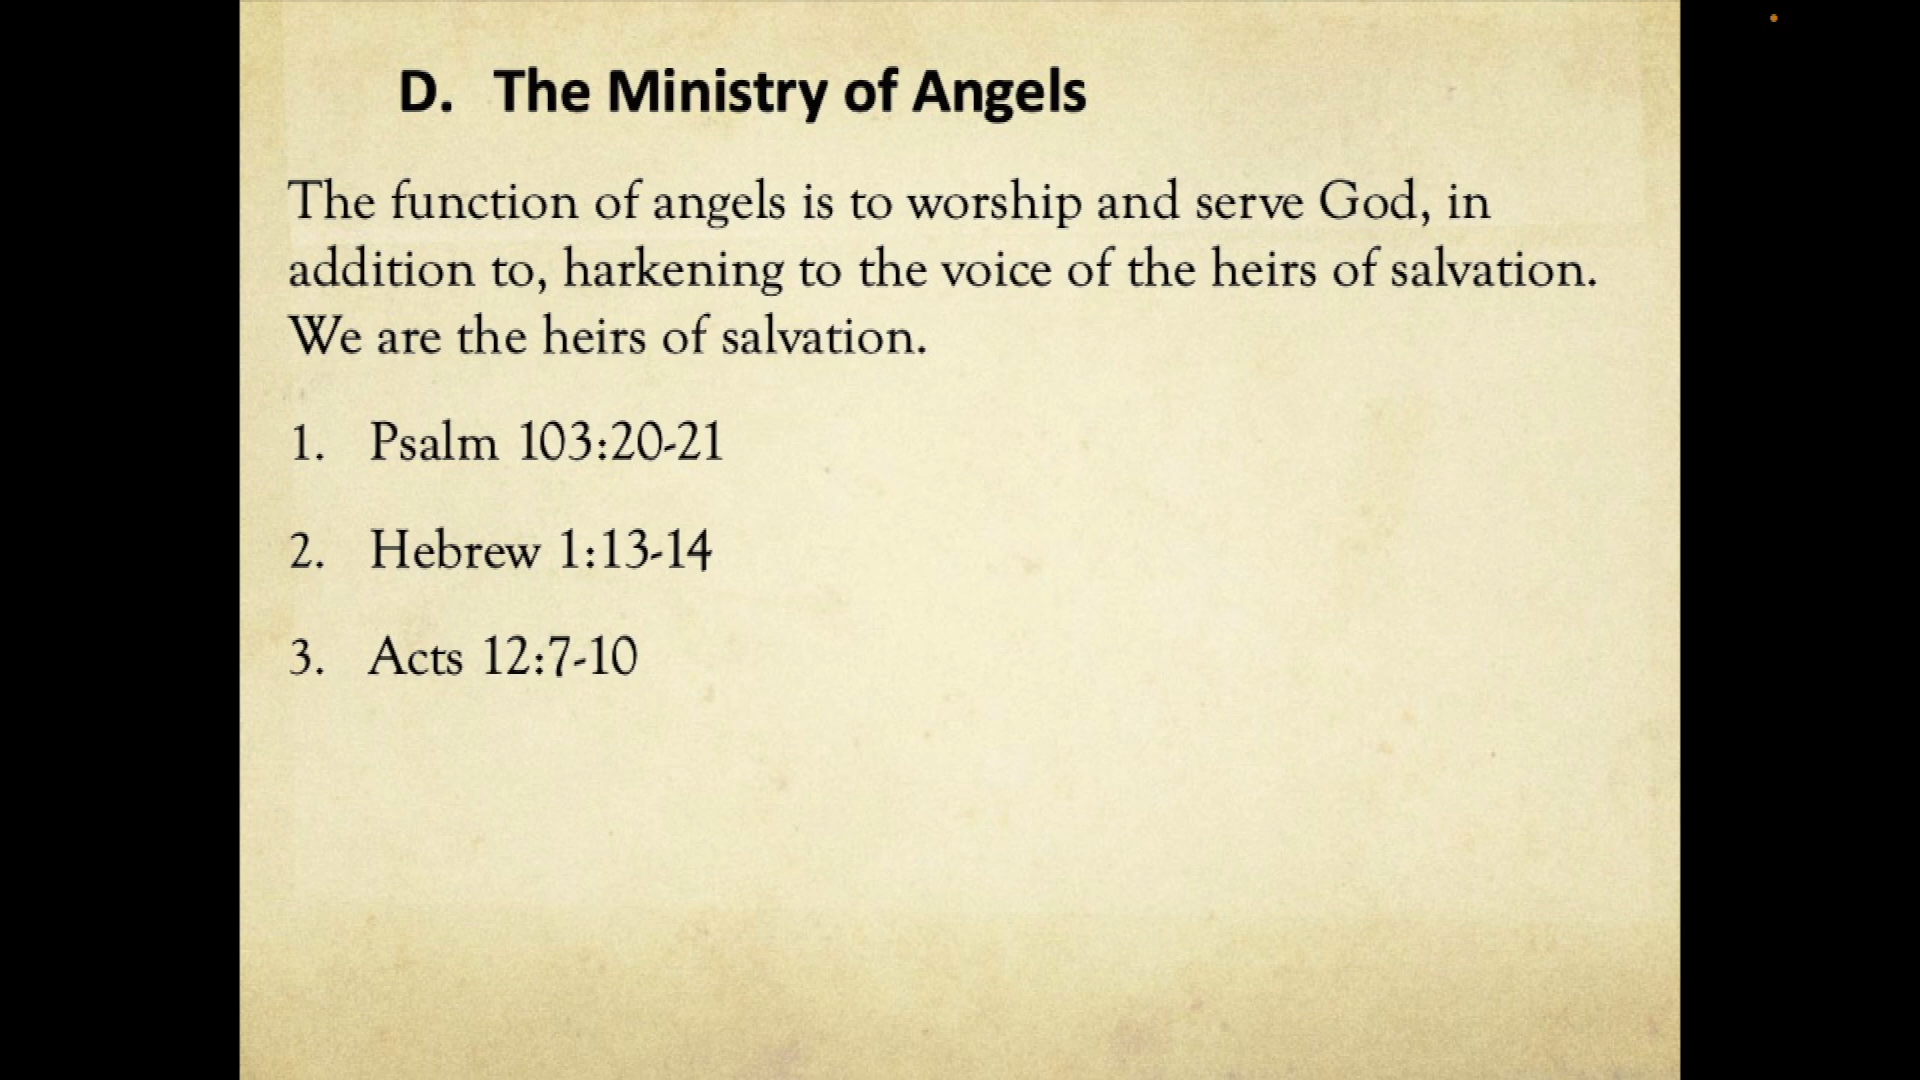 D. The Ministry of Angels
The function of angels is to worship and serve God, in
addition to, harkening to the voice of the heirs of salvation.
We are the heirs of salvation.
1. Psalm 103:20-21
2. Hebrew 1:13-14
3. Acts 12:7-10